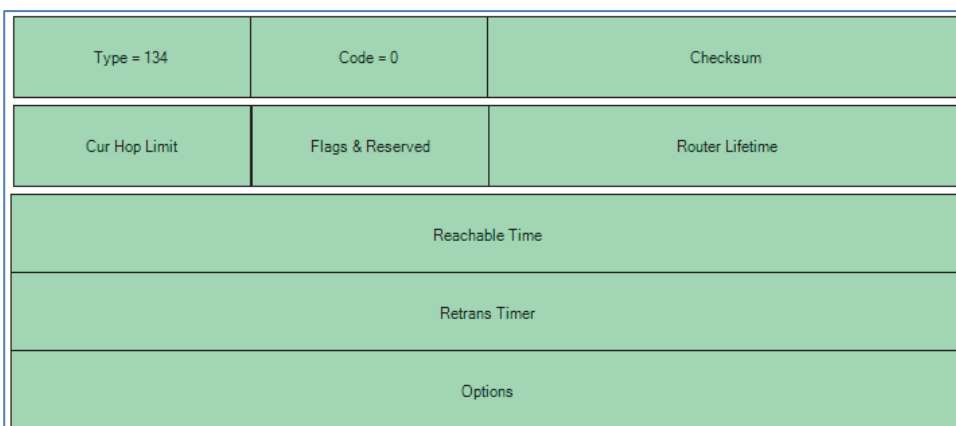 Type = 134 Code = 0 Checksum
Cur Hop Limit Flags & Reserved Router Lifetime
Reachable Time
Retrans Timer
Options